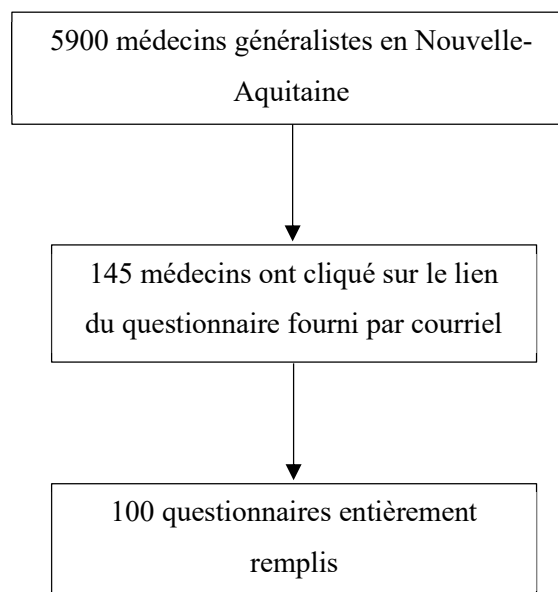 5900 médecins généralistes en Nouvelle-
Aquitaine
145 médecins ont cliqué sur le lien
du questionnaire fourni par courriel
100 questionnaires entièrement
remplis